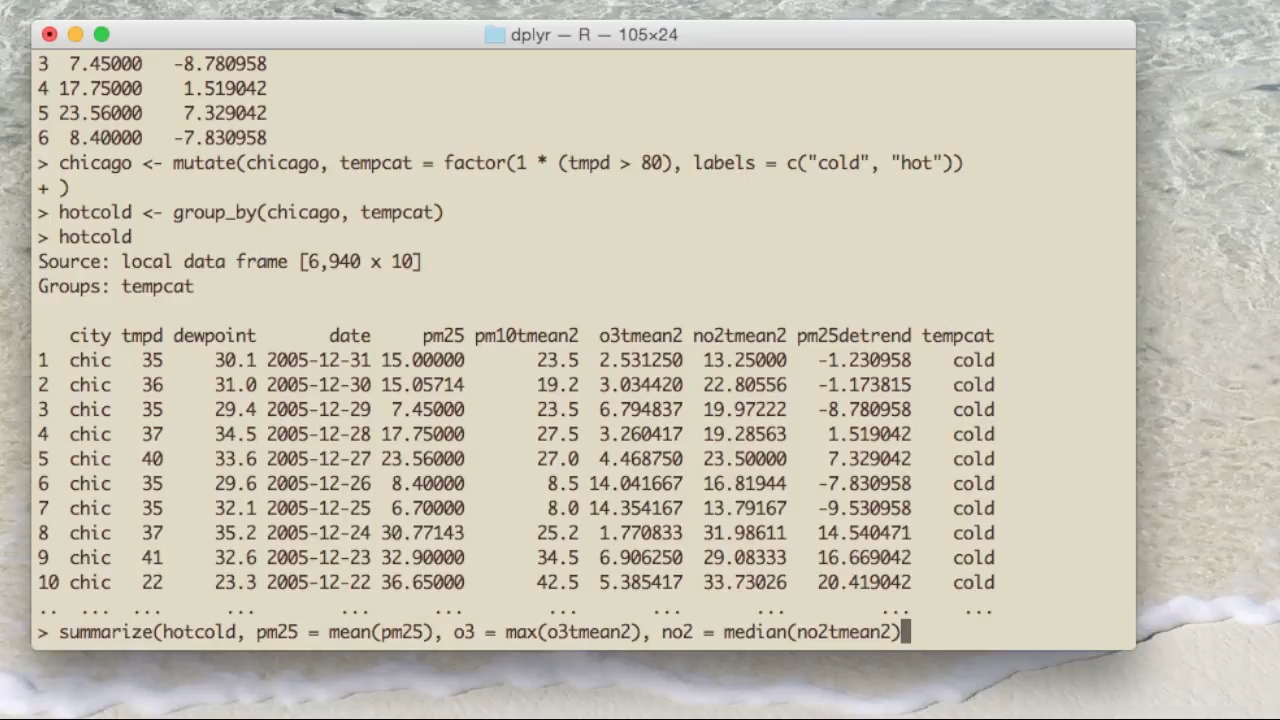 dplyr — R — 105×24
3  7.45000   -8.780958
4 17.75000    1.519042
5 23.56000    7.329042
6  8.40000   -7.830958
> chicago <- mutate(chicago, tempcat = factor(1 * (tmpd > 80), labels = c("cold", "hot"))
+ )
> hotcold <- group_by(chicago, tempcat)
> hotcold
Source: local data frame [6,940 x 10]
Groups: tempcat
   city tmpd dewpoint       date     pm25 pm10tmean2  o3tmean2 no2tmean2 pm25detrend tempcat
1  chic   35     30.1 2005-12-31 15.00000       23.5  2.531250  13.25000   -1.230958    cold
2  chic   36     31.0 2005-12-30 15.05714       19.2  3.034420  22.80556   -1.173815    cold
3  chic   35     29.4 2005-12-29  7.45000       23.5  6.794837  19.97222   -8.780958    cold
4  chic   37     34.5 2005-12-28 17.75000       27.5  3.260417  19.28563    1.519042    cold
5  chic   40     33.6 2005-12-27 23.56000       27.0  4.468750  23.50000    7.329042    cold
6  chic   35     29.6 2005-12-26  8.40000        8.5 14.041667  16.81944   -7.830958    cold
7  chic   35     32.1 2005-12-25  6.70000        8.0 14.354167  13.79167   -9.530958    cold
8  chic   37     35.2 2005-12-24 30.77143       25.2  1.770833  31.98611   14.540471    cold
9  chic   41     32.6 2005-12-23 32.90000       34.5  6.906250  29.08333   16.669042    cold
10 chic   22     23.3 2005-12-22 36.65000       42.5  5.385417  33.73026   20.419042    cold
..  ...  ...      ...        ...      ...        ...       ...       ...         ...     ...
> summarize(hotcold, pm25 = mean(pm25), o3 = max(o3tmean2), no2 = median(no2tmean2)